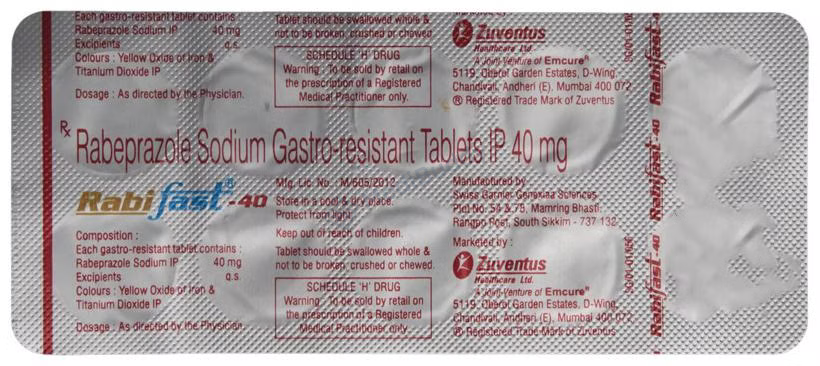 Each gastro-resistant tablet contains :
Rabeprazole Sodium IP 40 mg
Excipients q.s.
Colours : Yellow Oxide of Iron &
Titanium Dioxide IP
Dosage : As directed by the Physician.
Tablet should be swallowed whole &
not to be broken, crushed or chewed.
SCHEDULE 'H' DRUG
Warning : To be sold by retail on
the prescription of a Registered
Medical Practitioner only.
Zuventus
Healthcare Ltd.
A Joint Venture of Emcure®
5119, Oberoi Garden Estates, D-Wing,
Chandivali, Andheri (E), Mumbai 400 072
® Registered Trade Mark of Zuventus
Rx
Rabeprazole Sodium Gastro-resistant Tablets IP 40 mg
Rabifast®-40
Composition :
Each gastro-resistant tablet contains :
Rabeprazole Sodium IP 40 mg
Excipients q.s.
Colours : Yellow Oxide of Iron &
Titanium Dioxide IP
Dosage : As directed by the Physician.
Mfg. Lic. No. : M/605/2012
Store in a cool & dry place.
Protect from light.
Keep out of reach of children.
Tablet should be swallowed whole &
not to be broken, crushed or chewed.
SCHEDULE 'H' DRUG
Warning : To be sold by retail on
the prescription of a Registered
Medical Practitioner only.
Manufactured by
Swiss Garnier Genexiaa Sciences
Plot No. 54 & 78, Mamring Bhasti,
Rangpo Post, South Sikkim - 737 132
Marketed by :
Zuventus
Healthcare Ltd.
A Joint Venture of Emcure®
5119, Oberoi Garden Estates, D-Wing,
Chandivali, Andheri (E), Mumbai 400 072
® Registered Trade Mark of Zuventus
Rabifast-40
Rabifast-40
Rabifast-40